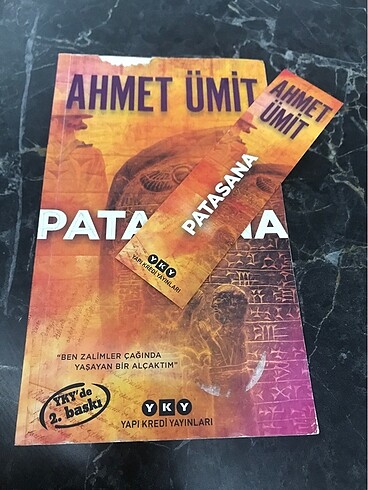 AHMET ÜMİT
PATA NA
"BEN ZALİMLER ÇAĞINDA
YAŞAYAN BİR ALÇAKTIM"
YKY'de
2. baskı
YKY
YAPI KREDİ YAYINLARI
AHMET
ÜMİT
PATASANA
YKY
YAPI KREDİ YAYINLARI